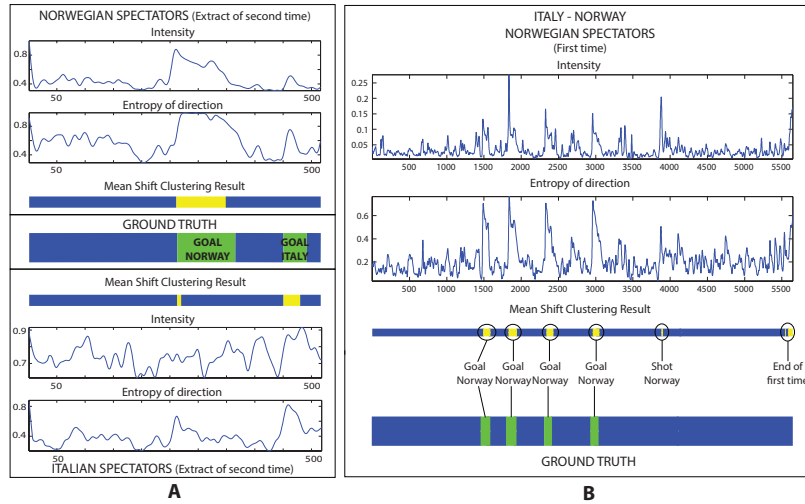 NORWEGIAN SPECTATORS (Extract of second time)
Intensity
0.8
0.4
50
500
Entropy of direction
0.8
0.4
50
500
Mean Shift Clustering Result
GROUND TRUTH
GOAL
NORWAY
GOAL
ITALY
Mean Shift Clustering Result
Intensity
0.9
0.7
50
500
Entropy of direction
0.8
0.4
50
500
ITALIAN SPECTATORS (Extract of second time)
A
ITALY - NORWAY
NORWEGIAN SPECTATORS
(First time)
Intensity
0.25
0.2
0.15
0.1
0.05
500 1000 1500 2000 2500 3000 3500 4000 4500 5000 5500
Entropy of direction
0.6
0.4
0.2
500 1000 1500 2000 2500 3000 3500 4000 4500 5000 5500
Mean Shift Clustering Result
Goal Goal Goal Goal Shot End of
Norway Norway Norway Norway Norway first time
GROUND TRUTH
B